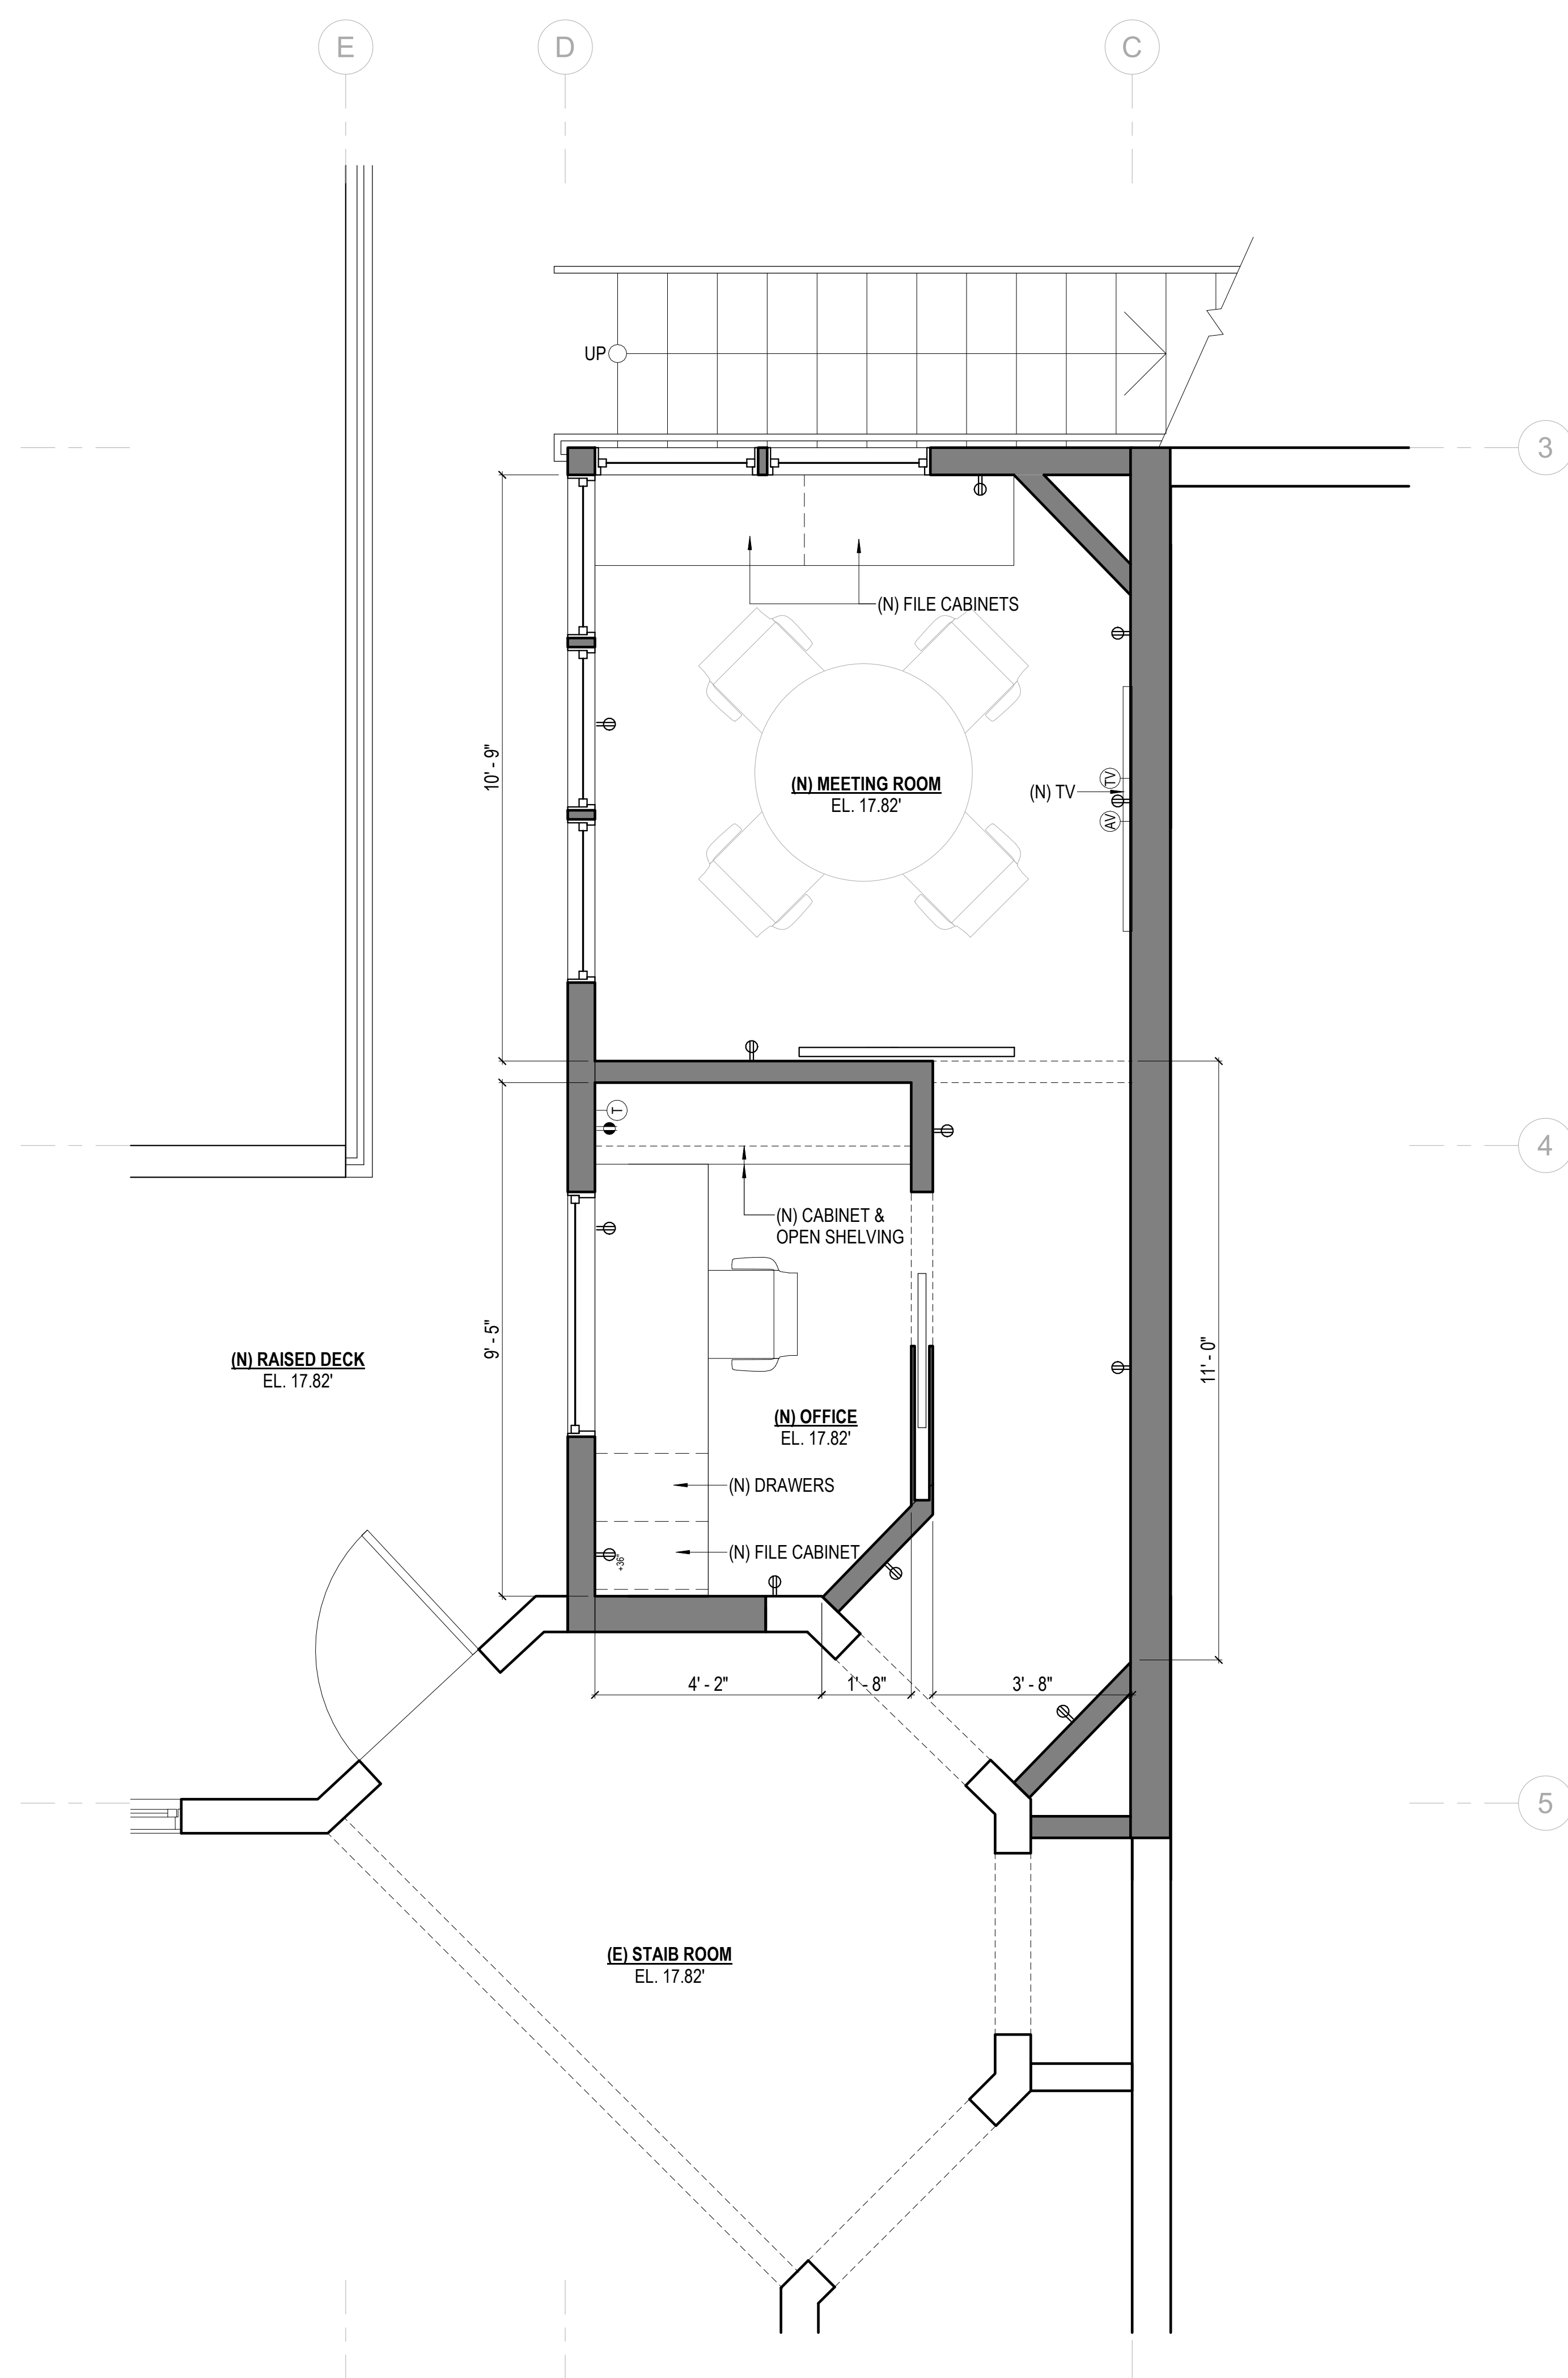 E
D
C
UP
3
(N) FILE CABINETS
10' - 9"
(N) MEETING ROOM
EL. 17.82'
(N) TV
TV
AV
T
4
(N) CABINET &
OPEN SHELVING
9' - 5"
11' - 0"
(N) RAISED DECK
EL. 17.82'
(N) OFFICE
EL. 17.82'
(N) DRAWERS
(N) FILE CABINET
+36"
4' - 2"
1' - 8"
3' - 8"
5
(E) STAIB ROOM
EL. 17.82'